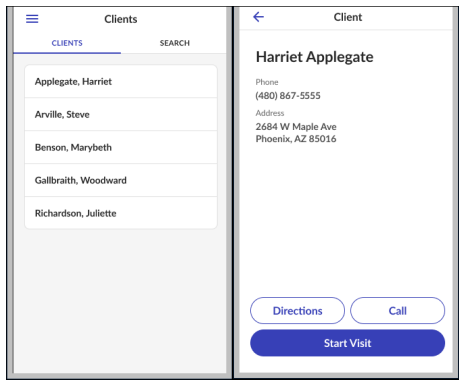 Clients
CLIENTS
SEARCH
Applegate, Harriet
Arville, Steve
Benson, Marybeth
Gallbraith, Woodward
Richardson, Juliette
Client
Harriet Applegate
Phone
(480) 867-5555
Address
2684 W Maple Ave
Phoenix, AZ 85016
Directions
Call
Start Visit